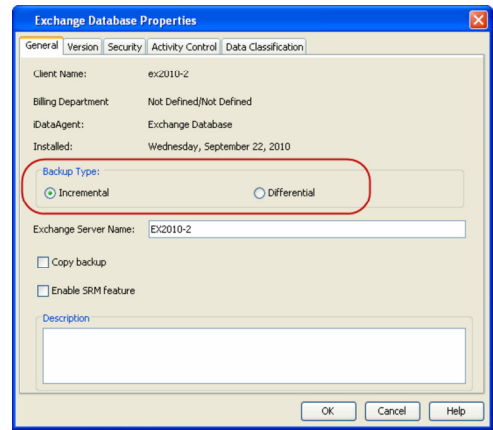 Exchange Database Properties
General Version Security Activity Control Data Classification
Client Name: ex2010-2
Billing Department Not Defined/Not Defined
iDataAgent: Exchange Database
Installed: Wednesday, September 22, 2010
Backup Type:
Incremental Differential
Exchange Server Name: EX2010-2
Copy backup
Enable SRM feature
Description
OK Cancel Help